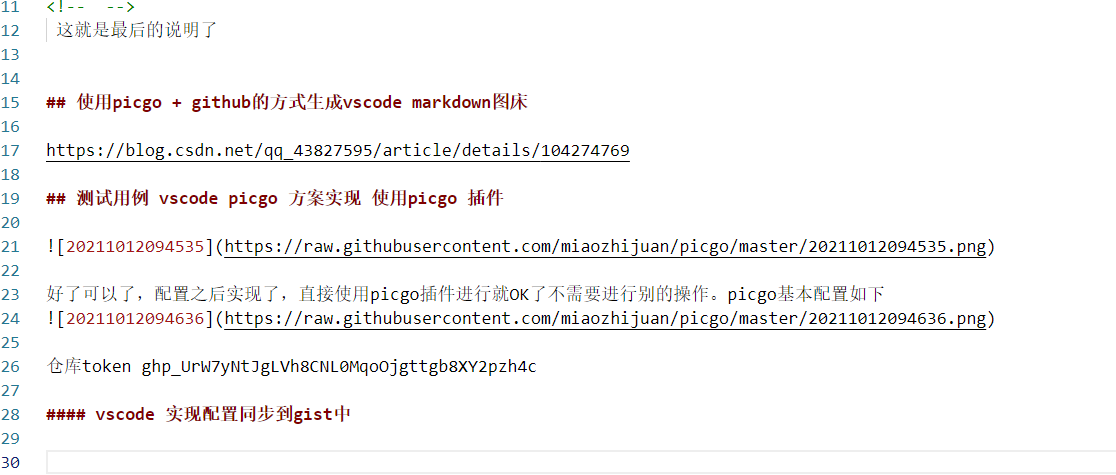 11 <!--  -->
12 这就是最后的说明了
13
14
15 ## 使用picgo + github的方式生成vscode markdown图床
16
17 https://blog.csdn.net/qq_43827595/article/details/104274769
18
19 ## 测试用例 vscode picgo 方案实现 使用picgo 插件
20
21 ![20211012094535](https://raw.githubusercontent.com/miaozhijuan/picgo/master/20211012094535.png)
22
23 好了可以了，配置之后实现了，直接使用picgo插件进行就OK了不需要进行别的操作。picgo基本配置如下
24 ![20211012094636](https://raw.githubusercontent.com/miaozhijuan/picgo/master/20211012094636.png)
25
26 仓库token 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
27
28 #### vscode 实现配置同步到gist中
29
30